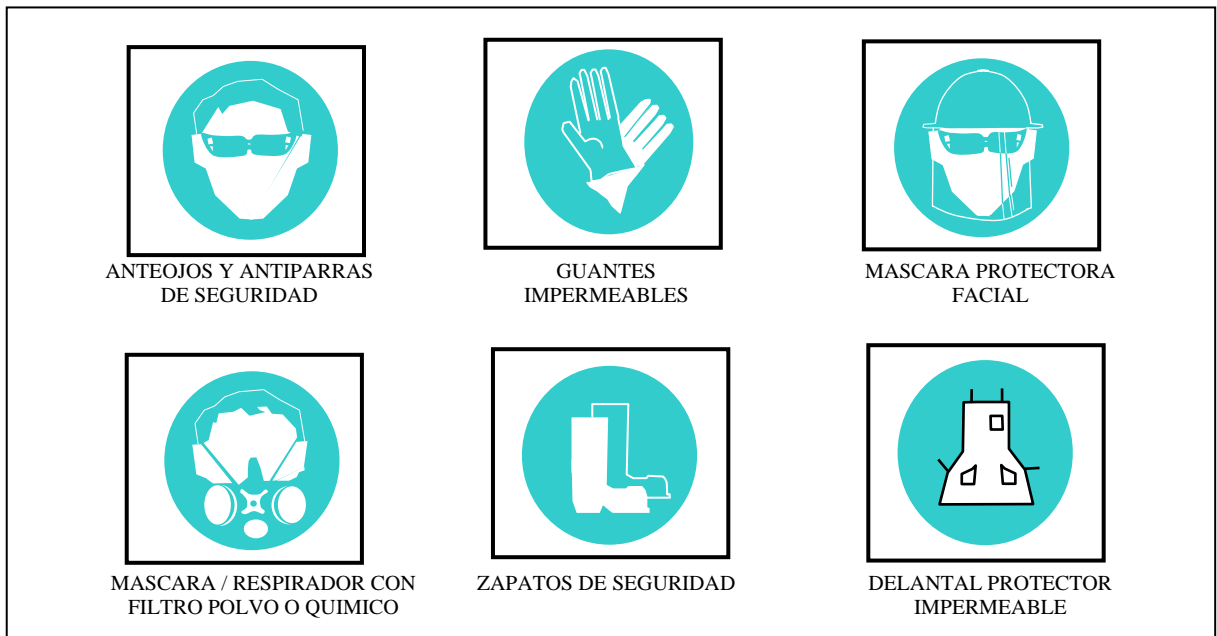 ANTEOJOS Y ANTIPARRAS
DE SEGURIDAD
GUANTES
IMPERMEABLES
MASCARA PROTECTORA
FACIAL
MASCARA / RESPIRADOR CON
FILTRO POLVO O QUIMICO
ZAPATOS DE SEGURIDAD
DELANTAL PROTECTOR
IMPERMEABLE